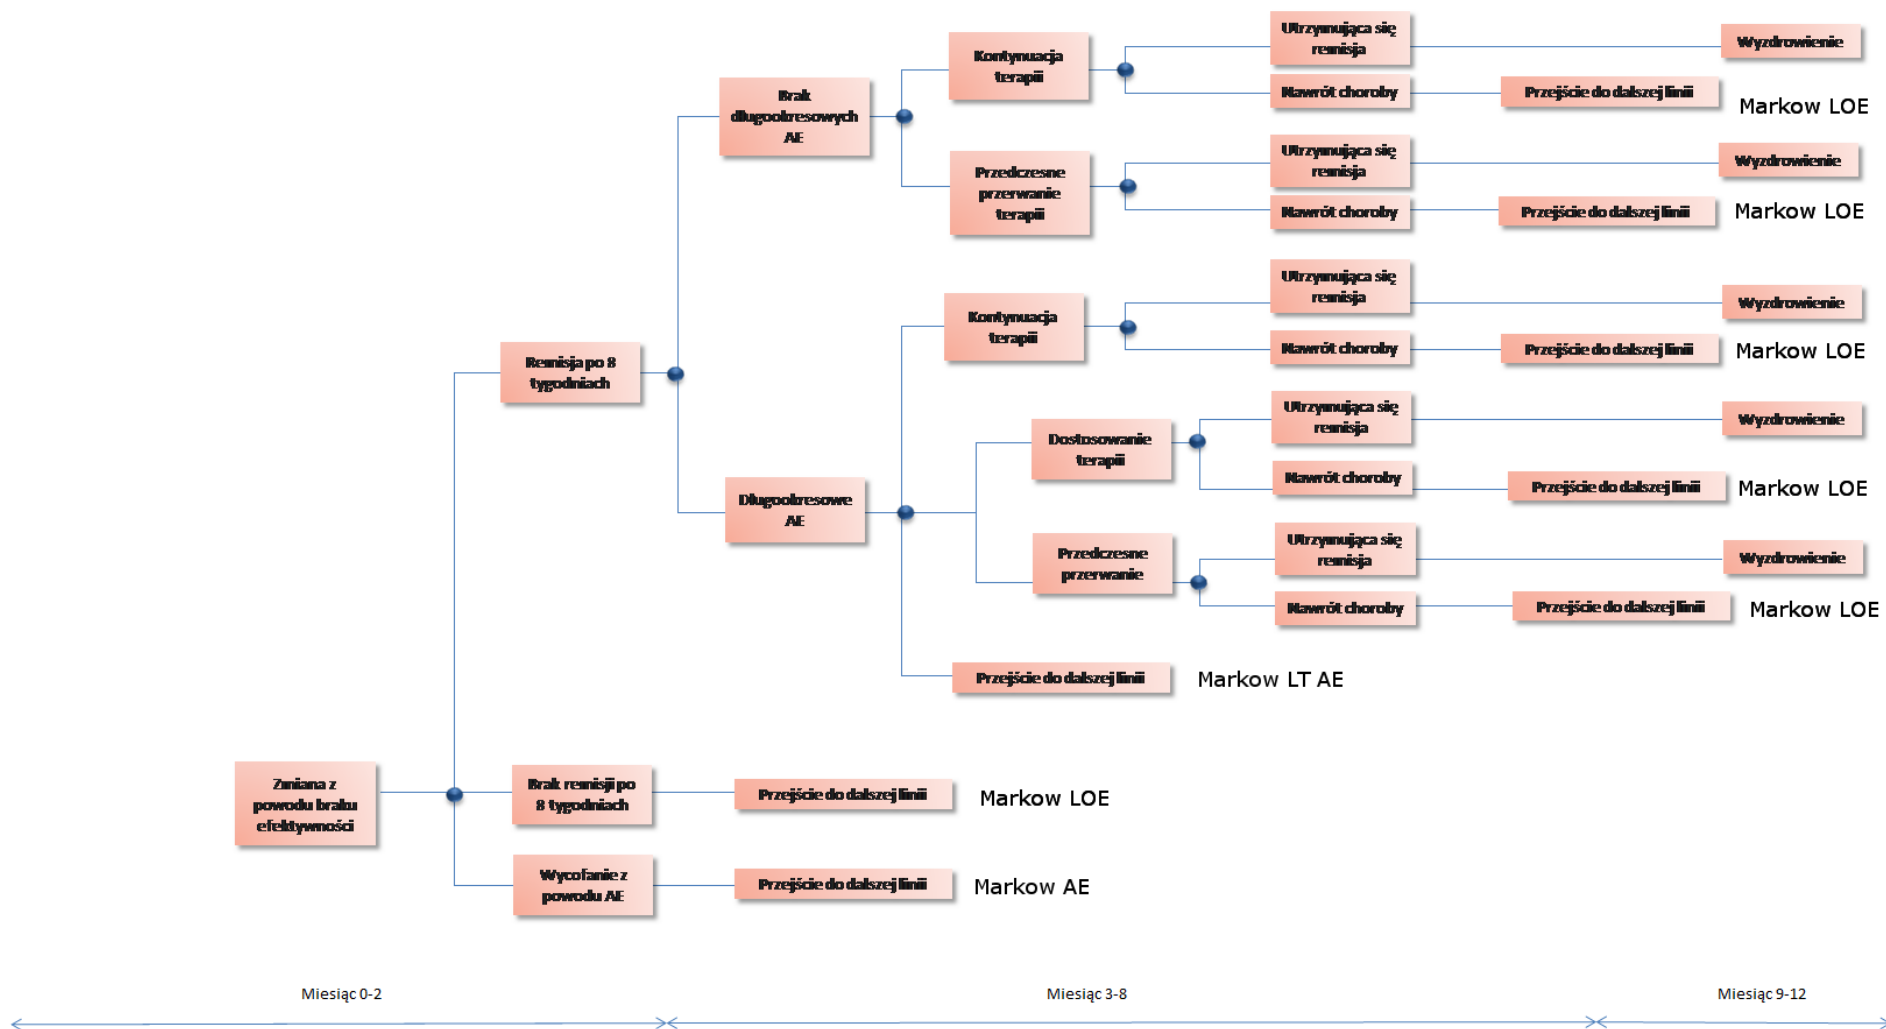 Utrzymująca się
remisja
Wyzdrowienie
Kontynuacja
terapii
Nawrót choroby
Przejście do dalszej linii
Markow LOE
Brak
długookresowych
AE
Utrzymująca się
remisja
Wyzdrowienie
Przedczesne
przerwanie
terapii
Nawrót choroby
Przejście do dalszej linii
Markow LOE
Utrzymująca się
remisja
Wyzdrowienie
Kontynuacja
terapii
Nawrót choroby
Przejście do dalszej linii
Markow LOE
Remisja po 8
tygodniach
Utrzymująca się
remisja
Wyzdrowienie
Dostosowanie
terapii
Nawrót choroby
Przejście do dalszej linii
Markow LOE
Długookresowe
AE
Utrzymująca się
remisja
Wyzdrowienie
Przedczesne
przerwanie
Nawrót choroby
Przejście do dalszej linii
Markow LOE
Przejście do dalszej linii
Markow LT AE
Zmiana z
powodu braku
efektywności
Brak remisji po
8 tygodniach
Przejście do dalszej linii
Markow LOE
Wycofanie z
powodu AE
Przejście do dalszej linii
Markow AE
Miesiąc 0-2
Miesiąc 3-8
Miesiąc 9-12